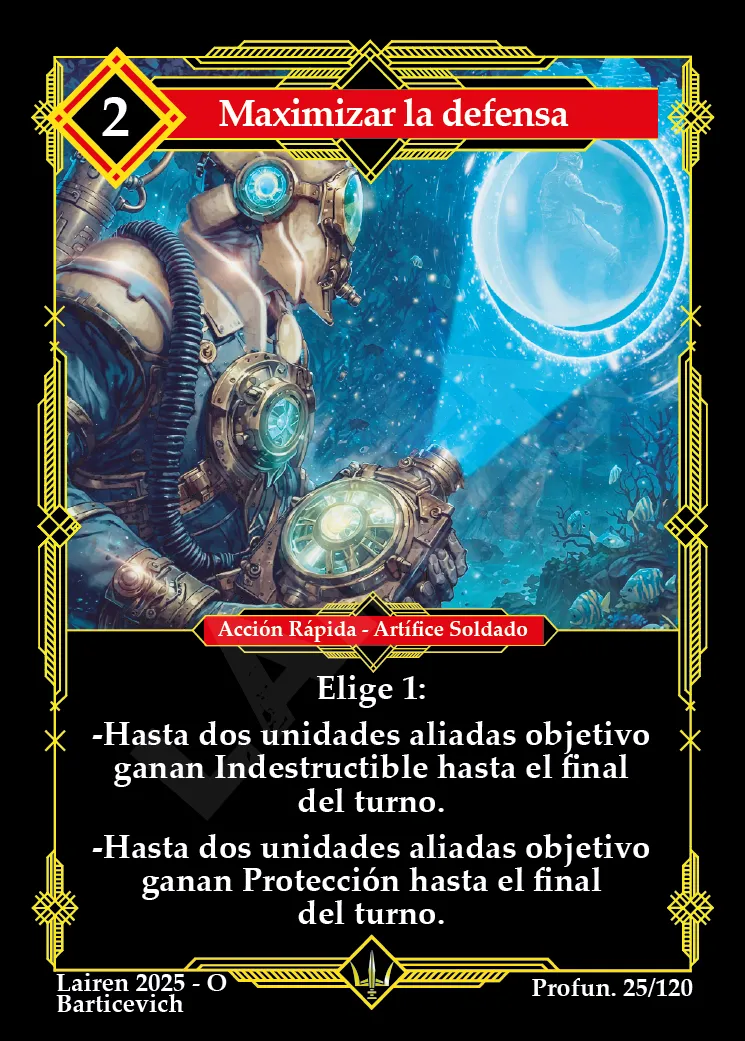 2
Maximizar la defensa
Acción Rápida - Artífice Soldado
Elige 1:
-Hasta dos unidades aliadas objetivo
ganan Indestructible hasta el final
del turno.
-Hasta dos unidades aliadas objetivo
ganan Protección hasta el final
del turno.
Lairen 2025 - O
Barticevich
Profun. 25/120